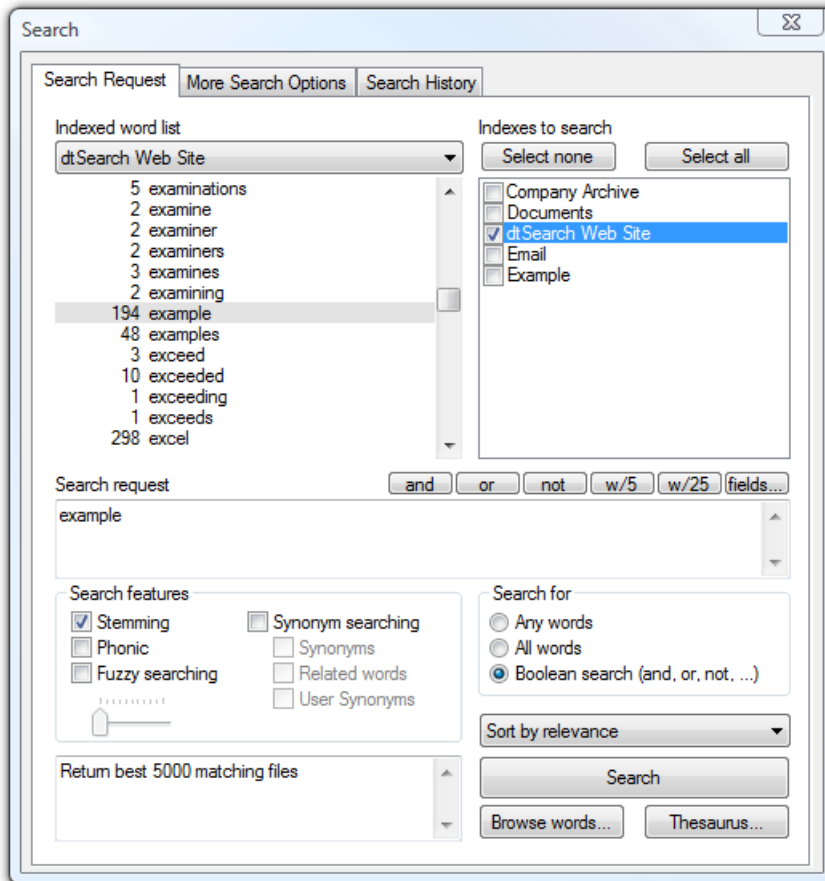 Search
Search Request More Search Options Search History
Indexed word list
dtSearch Web Site
5 examinations
2 examine
2 examiner
2 examiners
3 examines
2 examining
194 example
48 examples
3 exceed
10 exceeded
1 exceeding
1 exceeds
298 excel
Indexes to search
Select none Select all
Company Archive
Documents
dtSearch Web Site
Email
Example
Search request
and or not w/5 w/25 fields...
example
Search features
Stemming
Phonic
Fuzzy searching
Synonym searching
Synonyms
Related words
User Synonyms
Search for
Any words
All words
Boolean search (and, or, not, ...)
Sort by relevance
Return best 5000 matching files
Search
Browse words... Thesaurus...